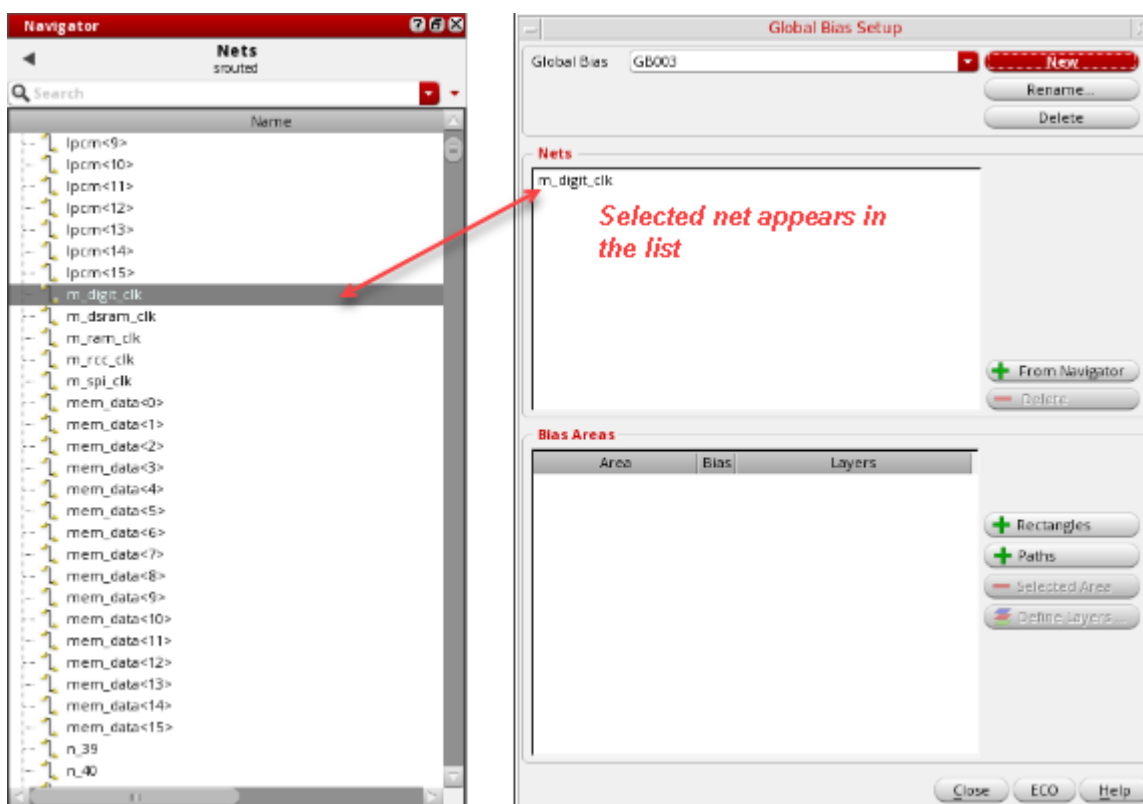 Navigator
Nets
srouted
Search
Name
lpcm<9>
lpcm<10>
lpcm<11>
lpcm<12>
lpcm<13>
lpcm<14>
lpcm<15>
m_digit_clk
m_dsram_clk
m_ram_clk
m_rcc_clk
m_spi_clk
mem_data<0>
mem_data<1>
mem_data<2>
mem_data<3>
mem_data<4>
mem_data<5>
mem_data<6>
mem_data<7>
mem_data<8>
mem_data<9>
mem_data<10>
mem_data<11>
mem_data<12>
mem_data<13>
mem_data<14>
mem_data<15>
n_39
n_40
Global Bias Setup
Global Bias GB003 New
Rename...
Delete
Nets
m_digit_clk
Selected net appears in
the list
From Navigator
Delete
Bias Areas
Area Bias Layers
Rectangles
Paths
Selected Area
Define Layers...
Close ECO Help